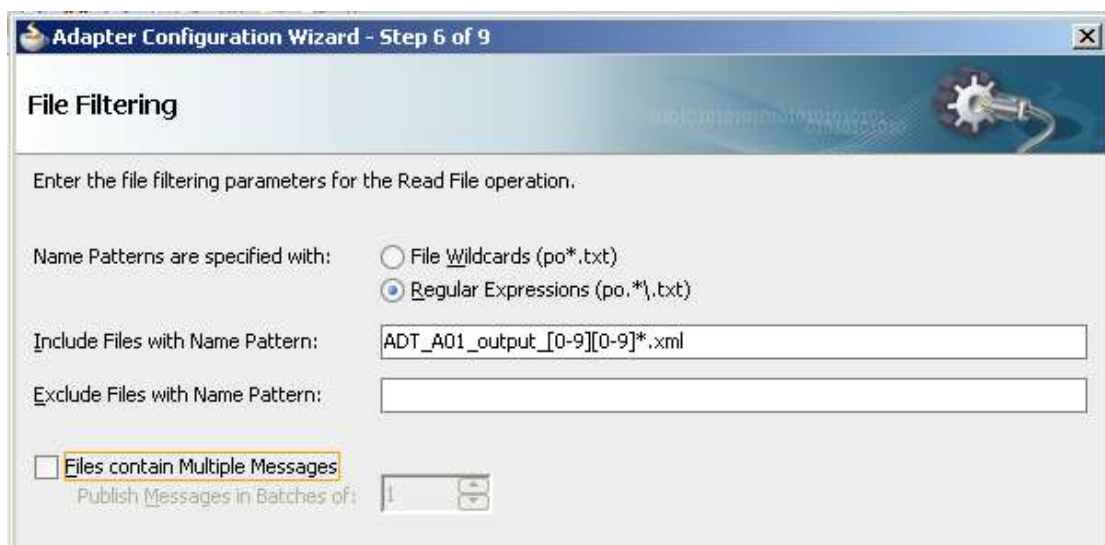 Adapter Configuration Wizard - Step 6 of 9
File Filtering
Enter the file filtering parameters for the Read File operation.
Name Patterns are specified with:
File Wildcards (po*.txt)
Regular Expressions (po.*\.txt)
Include Files with Name Pattern: ADT_A01_output_[0-9][0-9]*.xml
Exclude Files with Name Pattern:
Files contain Multiple Messages
Publish Messages in Batches of: 1